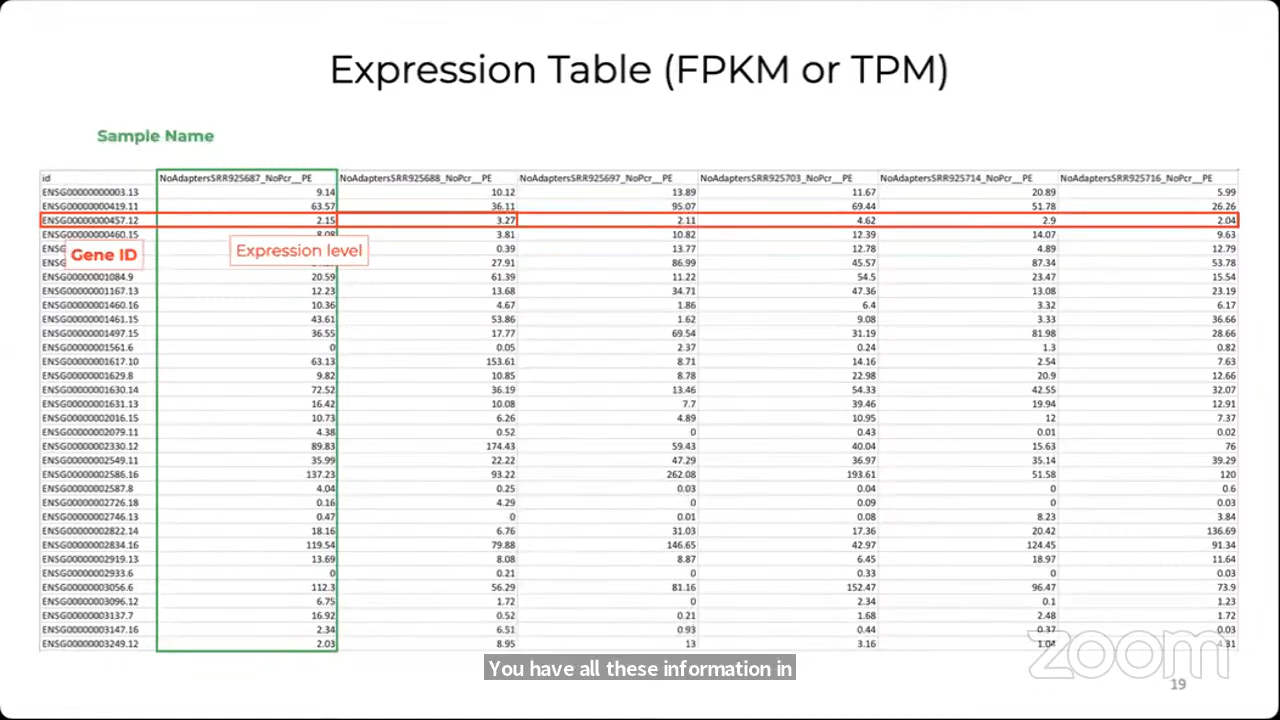 Expression Table (FPKM or TPM)
Sample Name
id NoAdaptersSRR925687_NoPcr__PE NoAdaptersSRR925688_NoPcr__PE NoAdaptersSRR925697_NoPcr__PE NoAdaptersSRR925703_NoPcr__PE NoAdaptersSRR925714_NoPcr__PE NoAdaptersSRR925716_NoPcr__PE
ENSG00000000003.13 9.14 10.12 13.89 11.67 20.89 5.99
ENSG00000000419.11 63.57 36.11 95.07 69.44 51.78 26.26
ENSG00000000457.12 2.15 3.27 2.11 4.62 2.9 2.04
ENSG00000000460.15 8.08 3.81 10.82 12.39 14.07 9.63
Gene ID Expression level
0.39 13.77 12.78 4.89 12.79
27.91 86.99 45.57 87.34 53.78
ENSG00000001084.9 20.59 61.39 11.22 54.5 23.47 15.54
ENSG00000001167.13 12.23 13.68 34.71 47.36 13.08 23.19
ENSG00000001460.16 10.36 4.67 1.86 6.4 3.32 6.17
ENSG00000001461.15 43.61 53.86 1.62 9.08 3.33 36.66
ENSG00000001497.15 36.55 17.77 69.54 31.19 81.98 28.66
ENSG00000001561.6 0 0.05 2.37 0.24 1.3 0.82
ENSG00000001617.10 63.13 153.61 8.71 14.16 2.54 7.63
ENSG00000001629.8 9.82 10.85 8.78 22.98 20.9 12.66
ENSG00000001630.14 72.52 36.19 13.46 54.33 42.55 32.07
ENSG00000001631.13 16.42 10.08 7.7 39.46 19.94 12.91
ENSG00000002016.15 10.73 6.26 4.89 10.95 12 7.37
ENSG00000002079.11 4.38 0.52 0 0.43 0.01 0.02
ENSG00000002330.12 89.83 174.43 59.43 40.04 15.63 76
ENSG00000002549.11 35.99 22.22 47.29 36.97 35.14 39.29
ENSG00000002586.16 137.23 93.22 262.08 193.61 51.58 120
ENSG00000002587.8 4.04 0.25 0.03 0.04 0 0.6
ENSG00000002726.18 0.16 4.29 0 0.09 0 0.03
ENSG00000002746.13 0.47 0 0.01 0.08 8.23 3.84
ENSG00000002822.14 18.16 6.76 31.03 17.36 20.42 136.69
ENSG00000002834.16 119.54 79.88 146.65 42.97 124.45 91.34
ENSG00000002919.13 13.69 8.08 8.87 6.45 18.97 11.64
ENSG00000002933.6 0 0.21 0 0.33 0 0.03
ENSG00000003056.6 112.3 56.29 81.16 152.47 96.47 73.9
ENSG00000003096.12 6.75 1.72 0 2.34 0.1 1.23
ENSG00000003137.7 16.92 0.52 0.21 1.68 2.48 1.72
ENSG00000003147.16 2.34 6.51 0.93 0.44 0.37 0.03
ENSG00000003249.12 2.03 8.95 13 3.16 1.04 4.31
zoom
You have all these information in
19